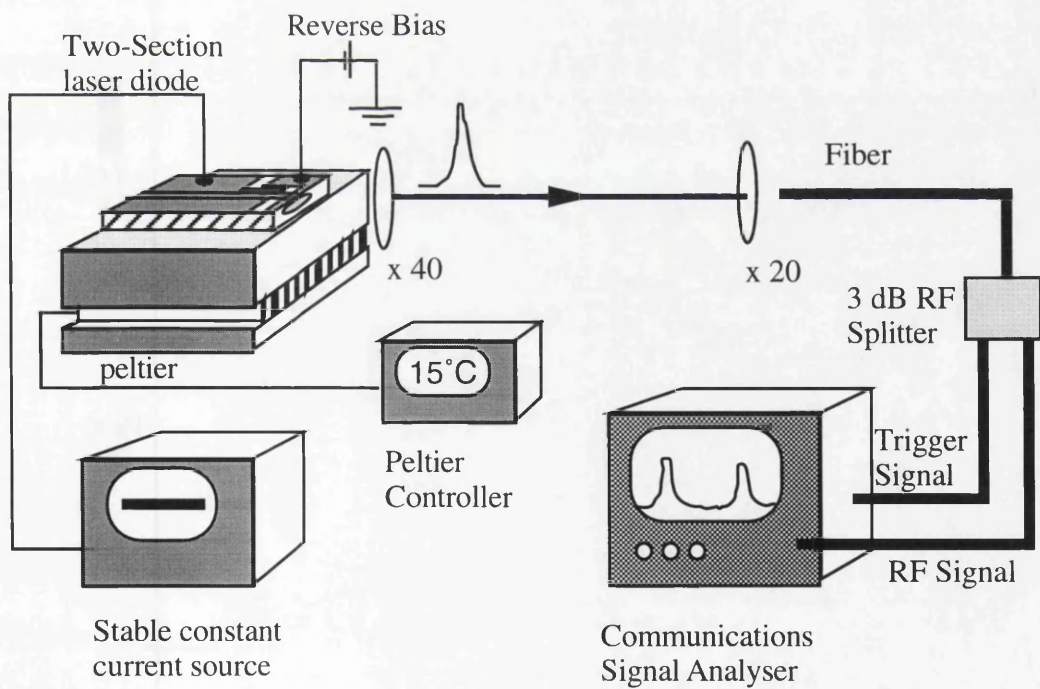 Reverse Bias
Two-Section
laser diode
Fiber
x 40
x 20
3 dB RF
Splitter
peltier
15°C
Trigger
Signal
Peltier
Controller
RF Signal
Stable constant
current source
Communications
Signal Analyser